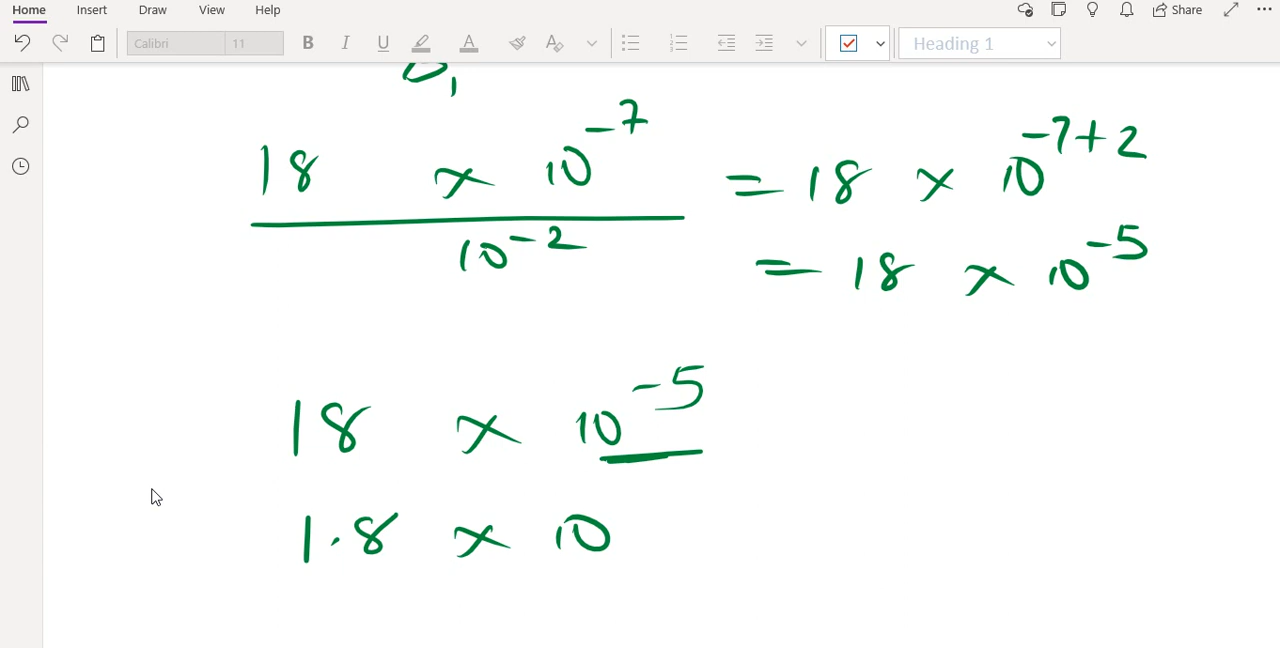 Home Insert Draw View Help Share
Calibri 11 B I U A Heading 1
18 × 10^-7 = 18 × 10^-7+2
10^-2
= 18 × 10^-5
18 × 10^-5
1.8 × 10